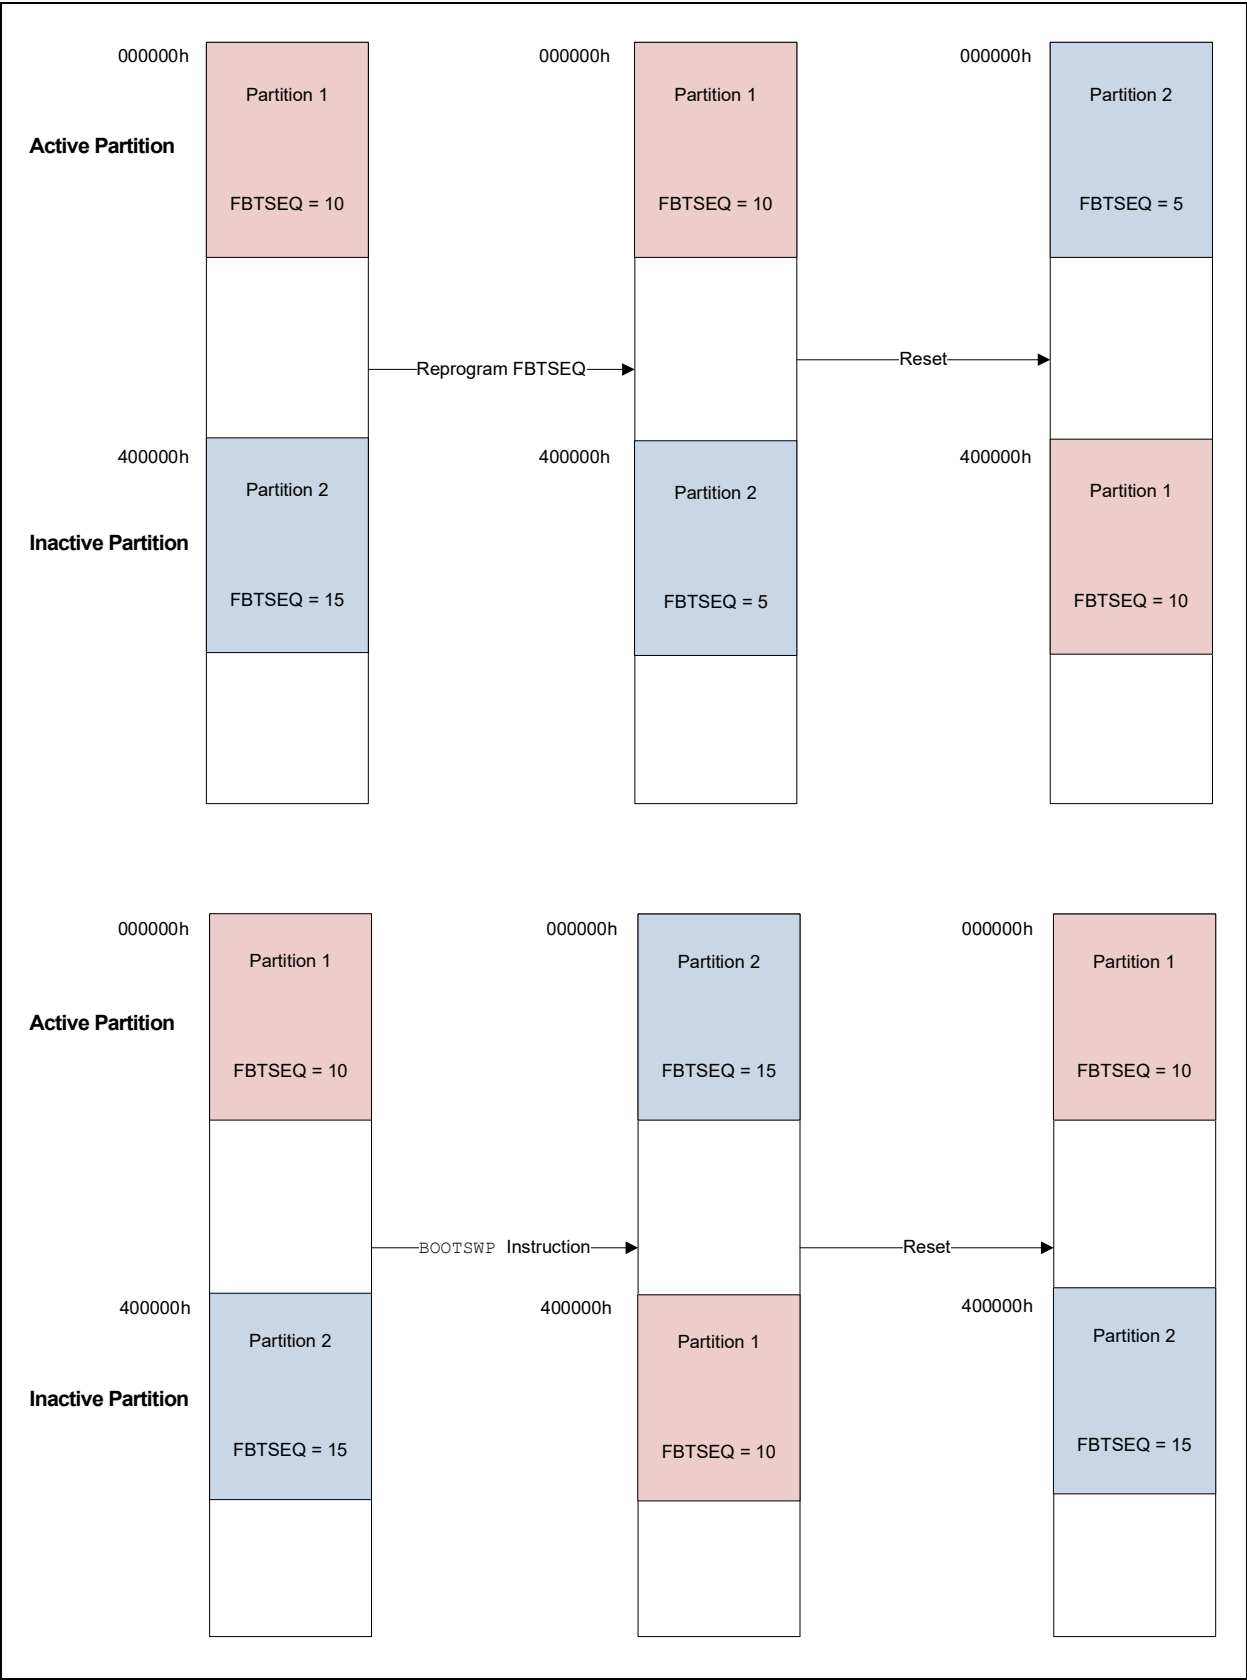 000000h
000000h
000000h
Partition 1
Partition 1
Partition 2
Active Partition
FBTSEQ = 10
FBTSEQ = 10
FBTSEQ = 5
Reprogram FBTSEQ
Reset
400000h
400000h
400000h
Partition 2
Partition 2
Partition 1
Inactive Partition
FBTSEQ = 15
FBTSEQ = 5
FBTSEQ = 10
000000h
000000h
000000h
Partition 1
Partition 2
Partition 1
Active Partition
FBTSEQ = 10
FBTSEQ = 15
FBTSEQ = 10
BOOTSWP Instruction
Reset
400000h
400000h
400000h
Partition 2
Partition 1
Partition 2
Inactive Partition
FBTSEQ = 15
FBTSEQ = 10
FBTSEQ = 15